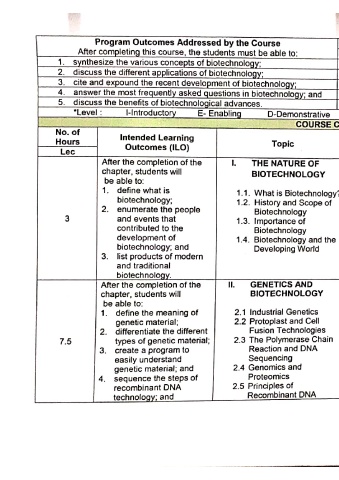 Program Outcomes Addressed by the Course
After completing this course, the students must be able to:
1. synthesize the various concepts of biotechnology;
2. discuss the different applications of biotechnology;
3. cite and expound the recent development of biotechnology;
4. answer the most frequently asked questions in biotechnology; and
5. discuss the benefits of biotechnological advances.
*Level : I-Introductory E- Enabling D-Demonstrative
COURSE C
No. of
Hours
Lec
Intended Learning
Outcomes (ILO)
Topic
3
After the completion of the
chapter, students will
be able to:
1. define what is
biotechnology;
2. enumerate the people
and events that
contributed to the
development of
biotechnology; and
3. list products of modern
and traditional
biotechnology.
I. THE NATURE OF
BIOTECHNOLOGY
1.1. What is Biotechnology?
1.2. History and Scope of
Biotechnology
1.3. Importance of
Biotechnology
1.4. Biotechnology and the
Developing World
7.5
After the completion of the
chapter, students will
be able to:
1. define the meaning of
genetic material;
2. differentiate the different
types of genetic material;
3. create a program to
easily understand
genetic material; and
4. sequence the steps of
recombinant DNA
technology; and
II. GENETICS AND
BIOTECHNOLOGY
2.1 Industrial Genetics
2.2 Protoplast and Cell
Fusion Technologies
2.3 The Polymerase Chain
Reaction and DNA
Sequencing
2.4 Genomics and
Proteomics
2.5 Principles of
Recombinant DNA